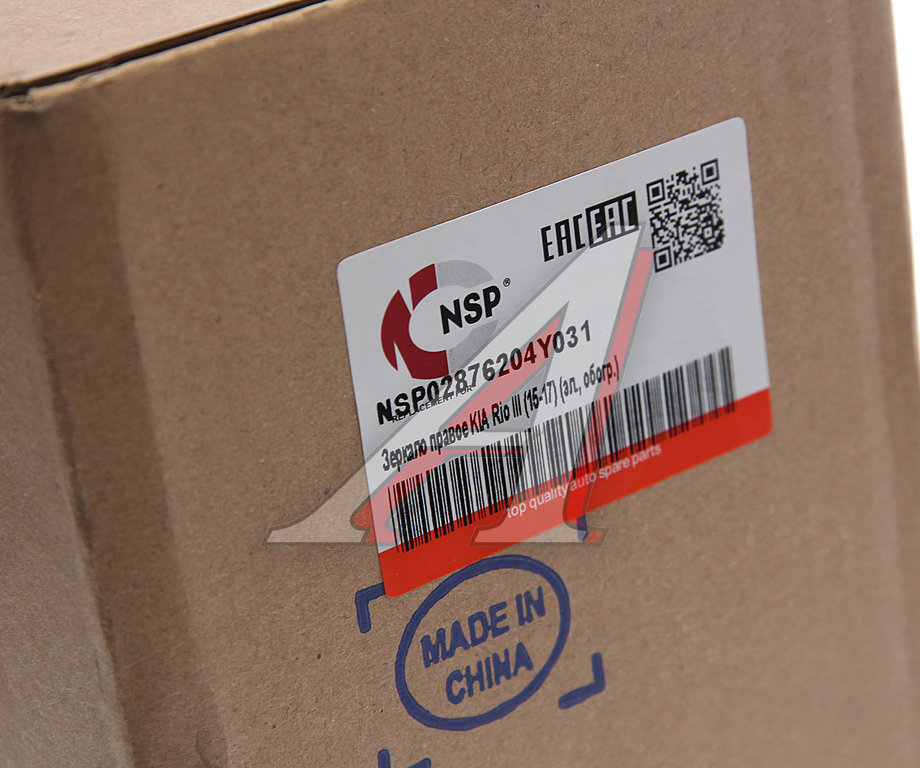 EAC EAC
NSP®
NSP02876204Y031
REPLACEMENT FOR
Зеркало правое KIA Rio III (15-17) (эл., обогр.)
top quality auto spare parts
MADE IN
CHINA